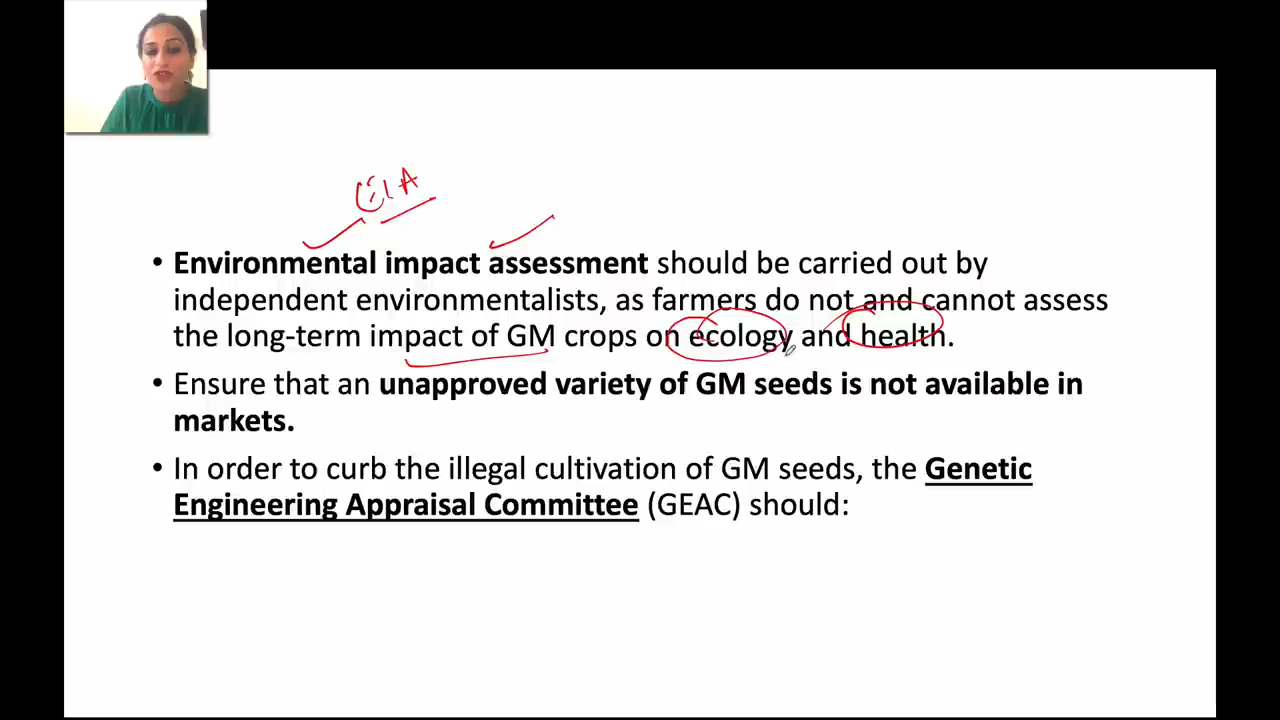 EIA
• Environmental impact assessment should be carried out by
independent environmentalists, as farmers do not and cannot assess
the long-term impact of GM crops on ecology and health.
• Ensure that an unapproved variety of GM seeds is not available in
markets.
• In order to curb the illegal cultivation of GM seeds, the Genetic
Engineering Appraisal Committee (GEAC) should: